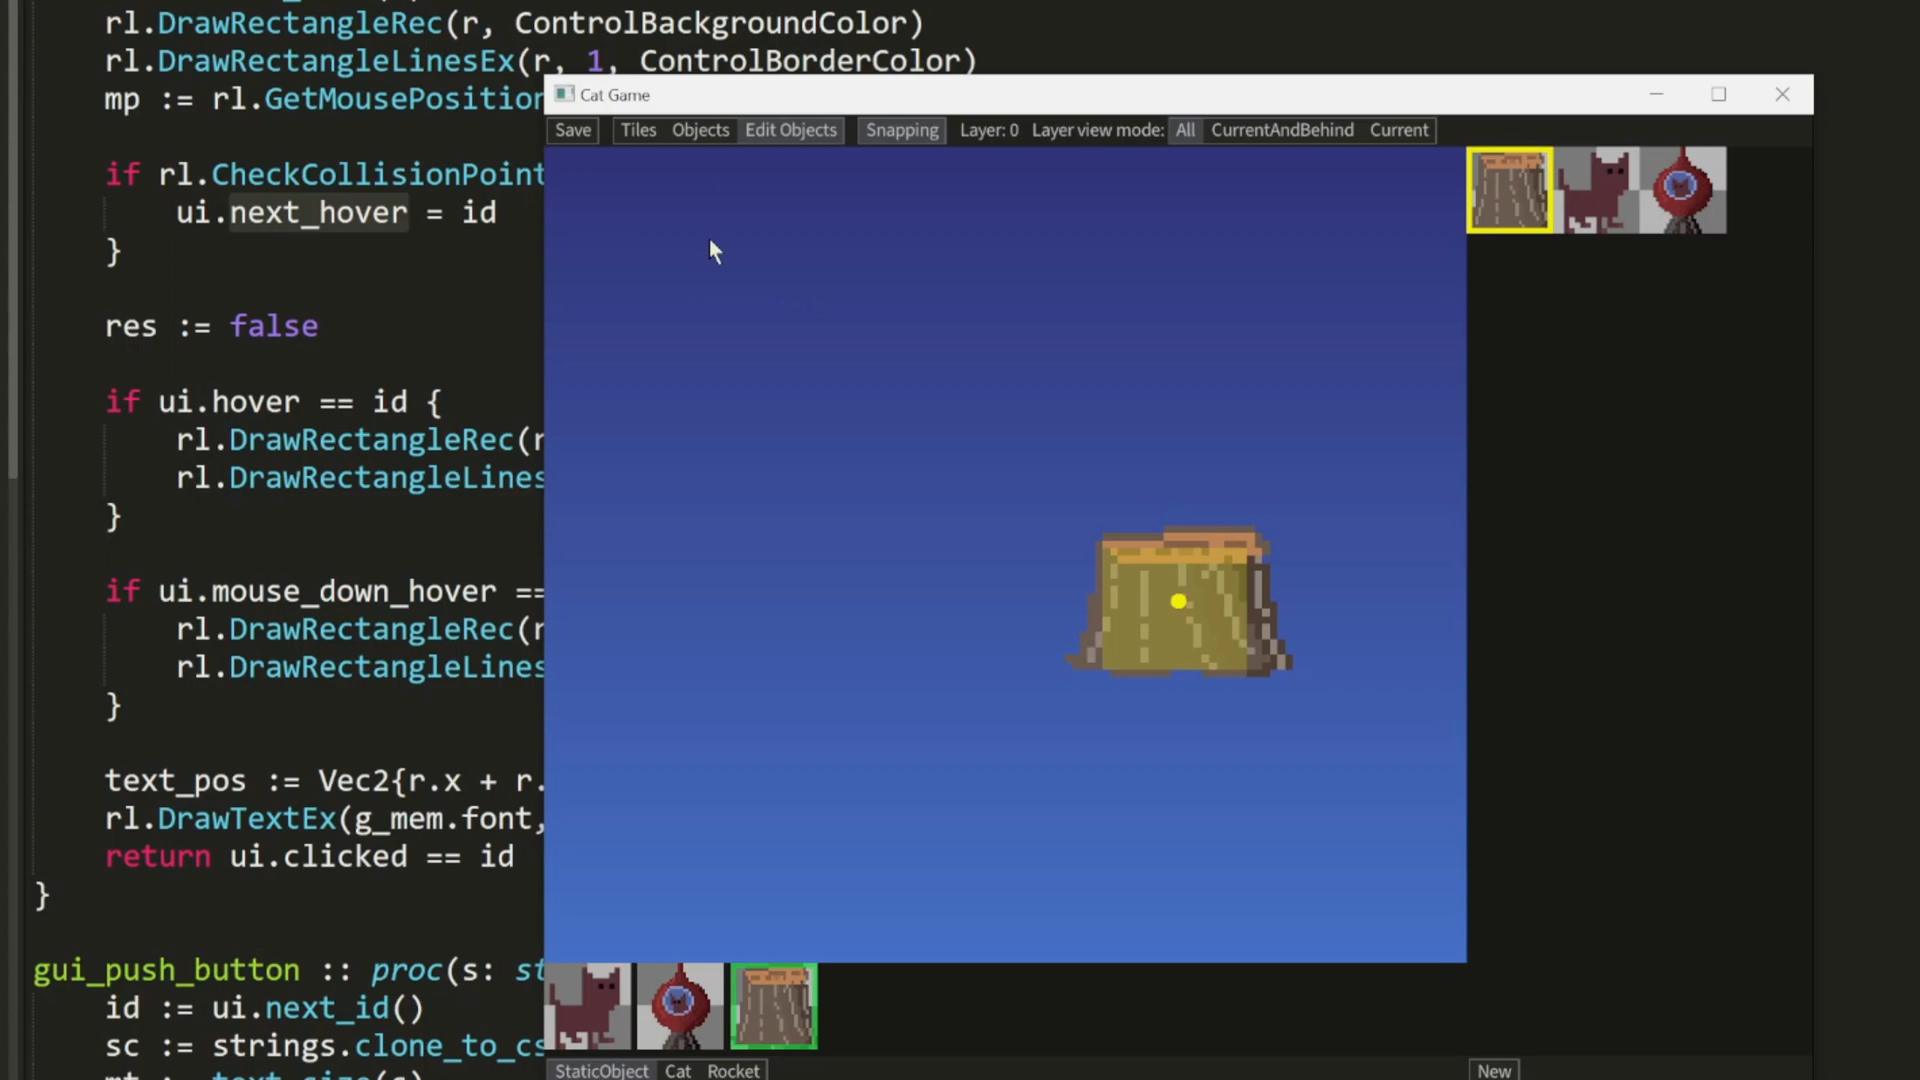 rl.DrawRectangleRec(r, ControlBackgroundColor)
rl.DrawRectangleLinesEx(r, 1, ControlBorderColor)
mp := rl.GetMousePosition
if rl.CheckCollisionPoint
ui.next_hover = id
}
res := false
if ui.hover == id {
rl.DrawRectangleRec(r
rl.DrawRectangleLines
}
if ui.mouse_down_hover ==
rl.DrawRectangleRec(r
rl.DrawRectangleLines
}
text_pos := Vec2{r.x + r.
rl.DrawTextEx(g_mem.font,
return ui.clicked == id
}
gui_push_button :: proc(s: st
id := ui.next_id()
sc := strings.clone_to_cs
Cat Game
Save Tiles Objects Edit Objects Snapping Layer: 0 Layer view mode: All CurrentAndBehind Current
StaticObject Cat Rocket
New